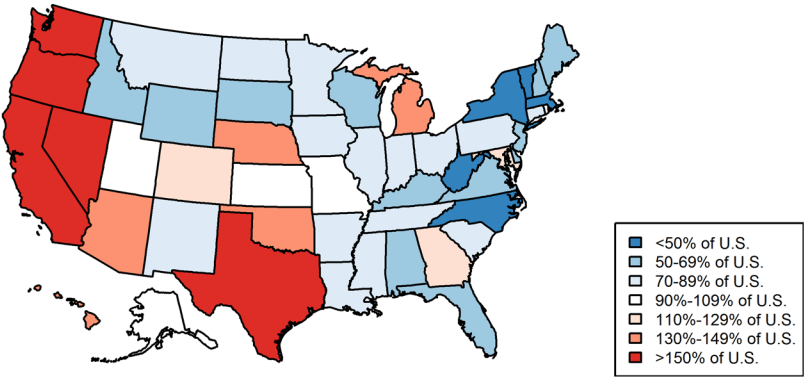 <50% of U.S.
50-69% of U.S.
70-89% of U.S.
90%-109% of U.S.
110%-129% of U.S.
130%-149% of U.S.
>150% of U.S.